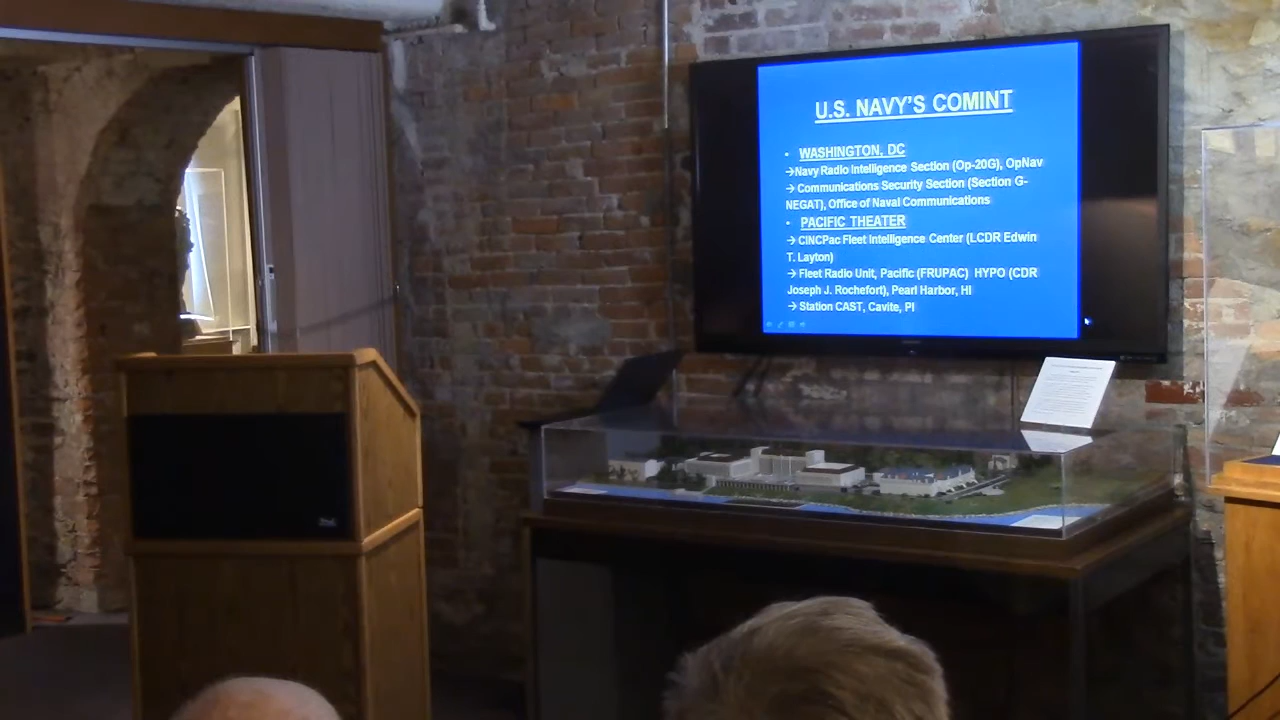 U.S. NAVY'S COMINT
• WASHINGTON, DC
→Navy Radio Intelligence Section (Op-20G), OpNav
→ Communications Security Section (Section G-
NEGAT), Office of Naval Communications
• PACIFIC THEATER
→ CINCPac Fleet Intelligence Center (LCDR Edwin
T. Layton)
→ Fleet Radio Unit, Pacific (FRUPAC) HYPO (CDR
Joseph J. Rochefort), Pearl Harbor, HI
→ Station CAST, Cavite, PI